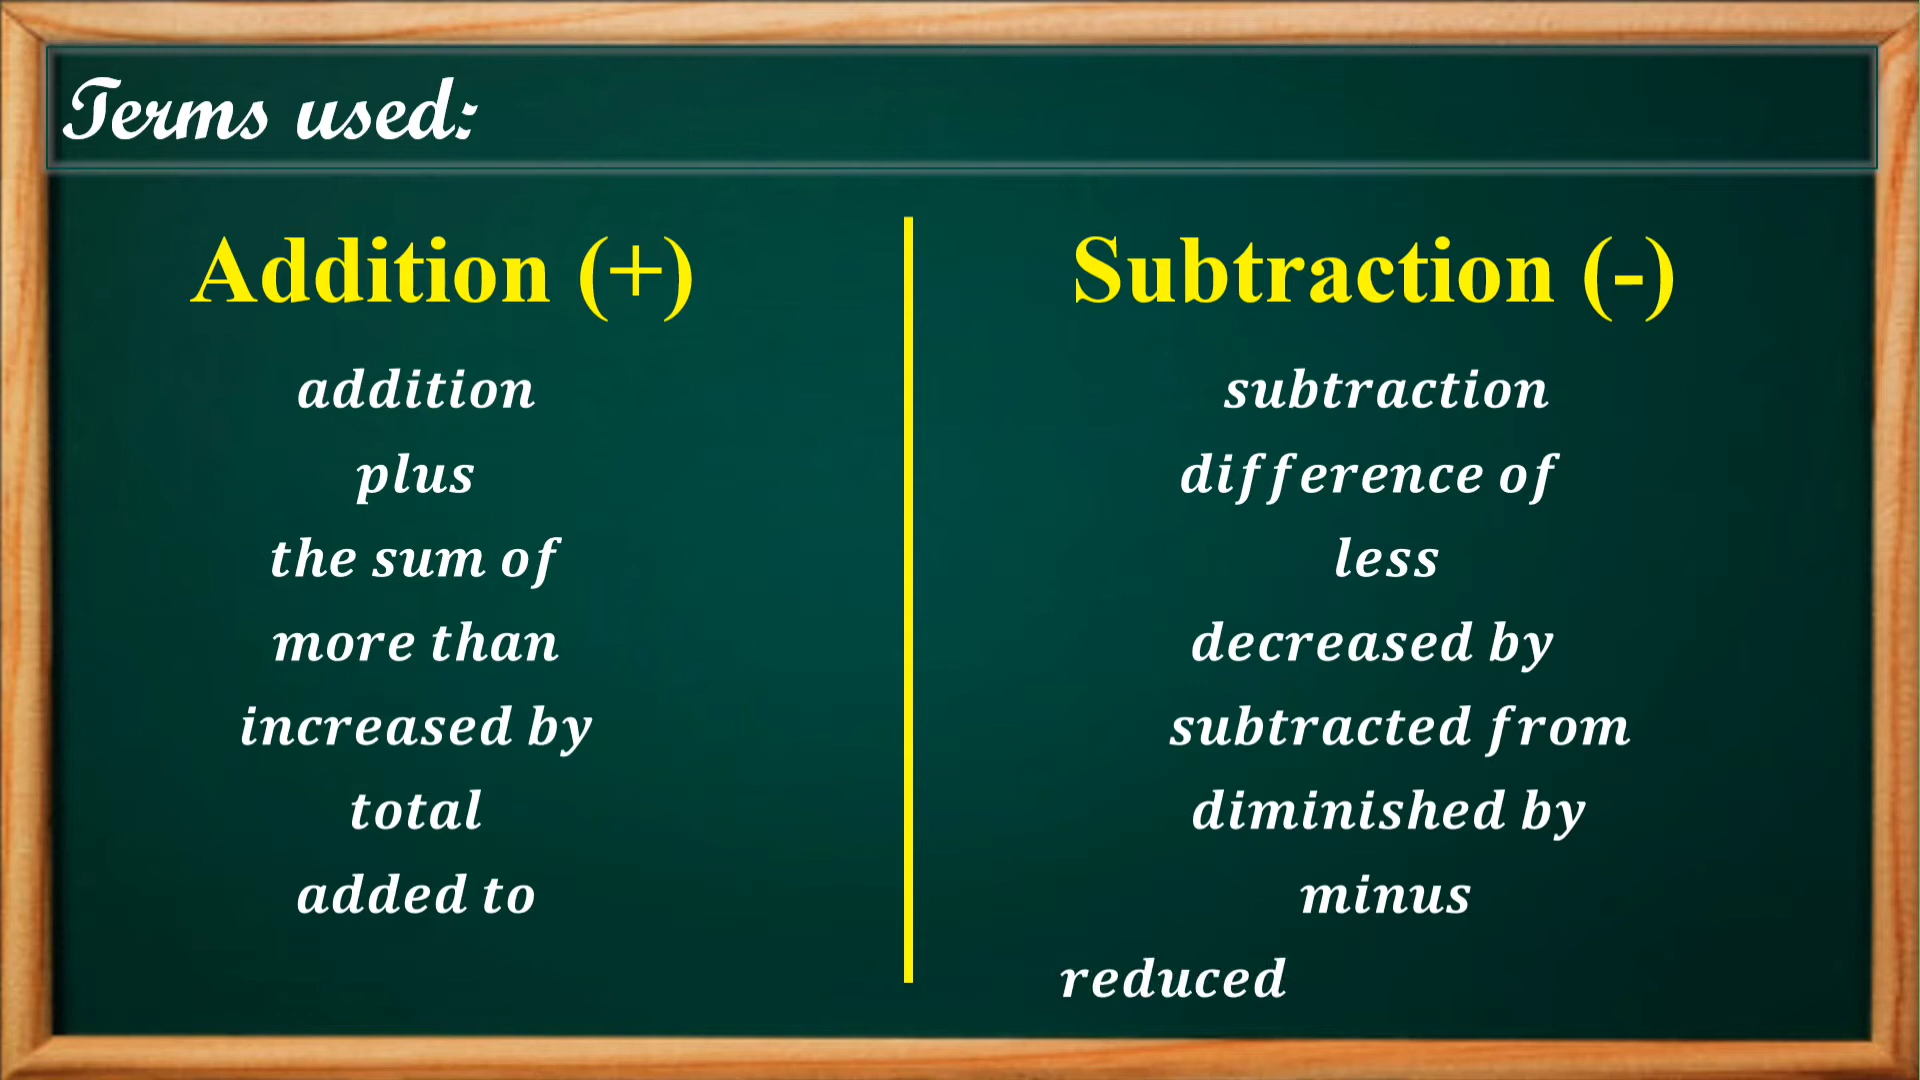 Terms used:
Addition (+)
addition
plus
the sum of
more than
increased by
total
added to
Subtraction (-)
subtraction
difference of
less
decreased by
subtracted from
diminished by
minus
reduced